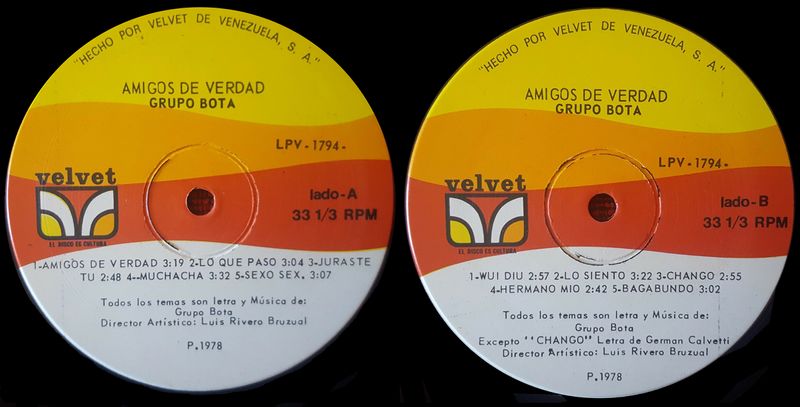 "HECHO POR VELVET DE VENEZUELA, S. A."
AMIGOS DE VERDAD
GRUPO BOTA
LPV - 1794 -
velvet
EL DISCO ES CULTURA
lado-A
33 1/3 RPM
1-AMIGOS DE VERDAD 3:19 2-LO QUE PASO 3:04 3-JURASTE
TU 2:48 4--MUCHACHA 3:32 5-SEXO SEX. 3:07
Todos los temas son letra y Música de:
Grupo Bota
Director Artístico: Luis Rivero Bruzual
P.1978
"HECHO POR VELVET DE VENEZUELA, S. A."
AMIGOS DE VERDAD
GRUPO BOTA
LPV - 1794-
velvet
EL DISCO ES CULTURA
lado-B
33 1/3 RPM
1-WUI DIU 2:57 2-LO SIENTO 3:22 3-CHANGO 2:55
4-HERMANO MIO 2:42 5-BAGABUNDO 3:02
Todos los temas son letra y Música de:
Grupo Bota
Excepto ''CHANGO'' Letra de German Calvetti
Director Artístico: Luis Rivero Bruzual
P.1978